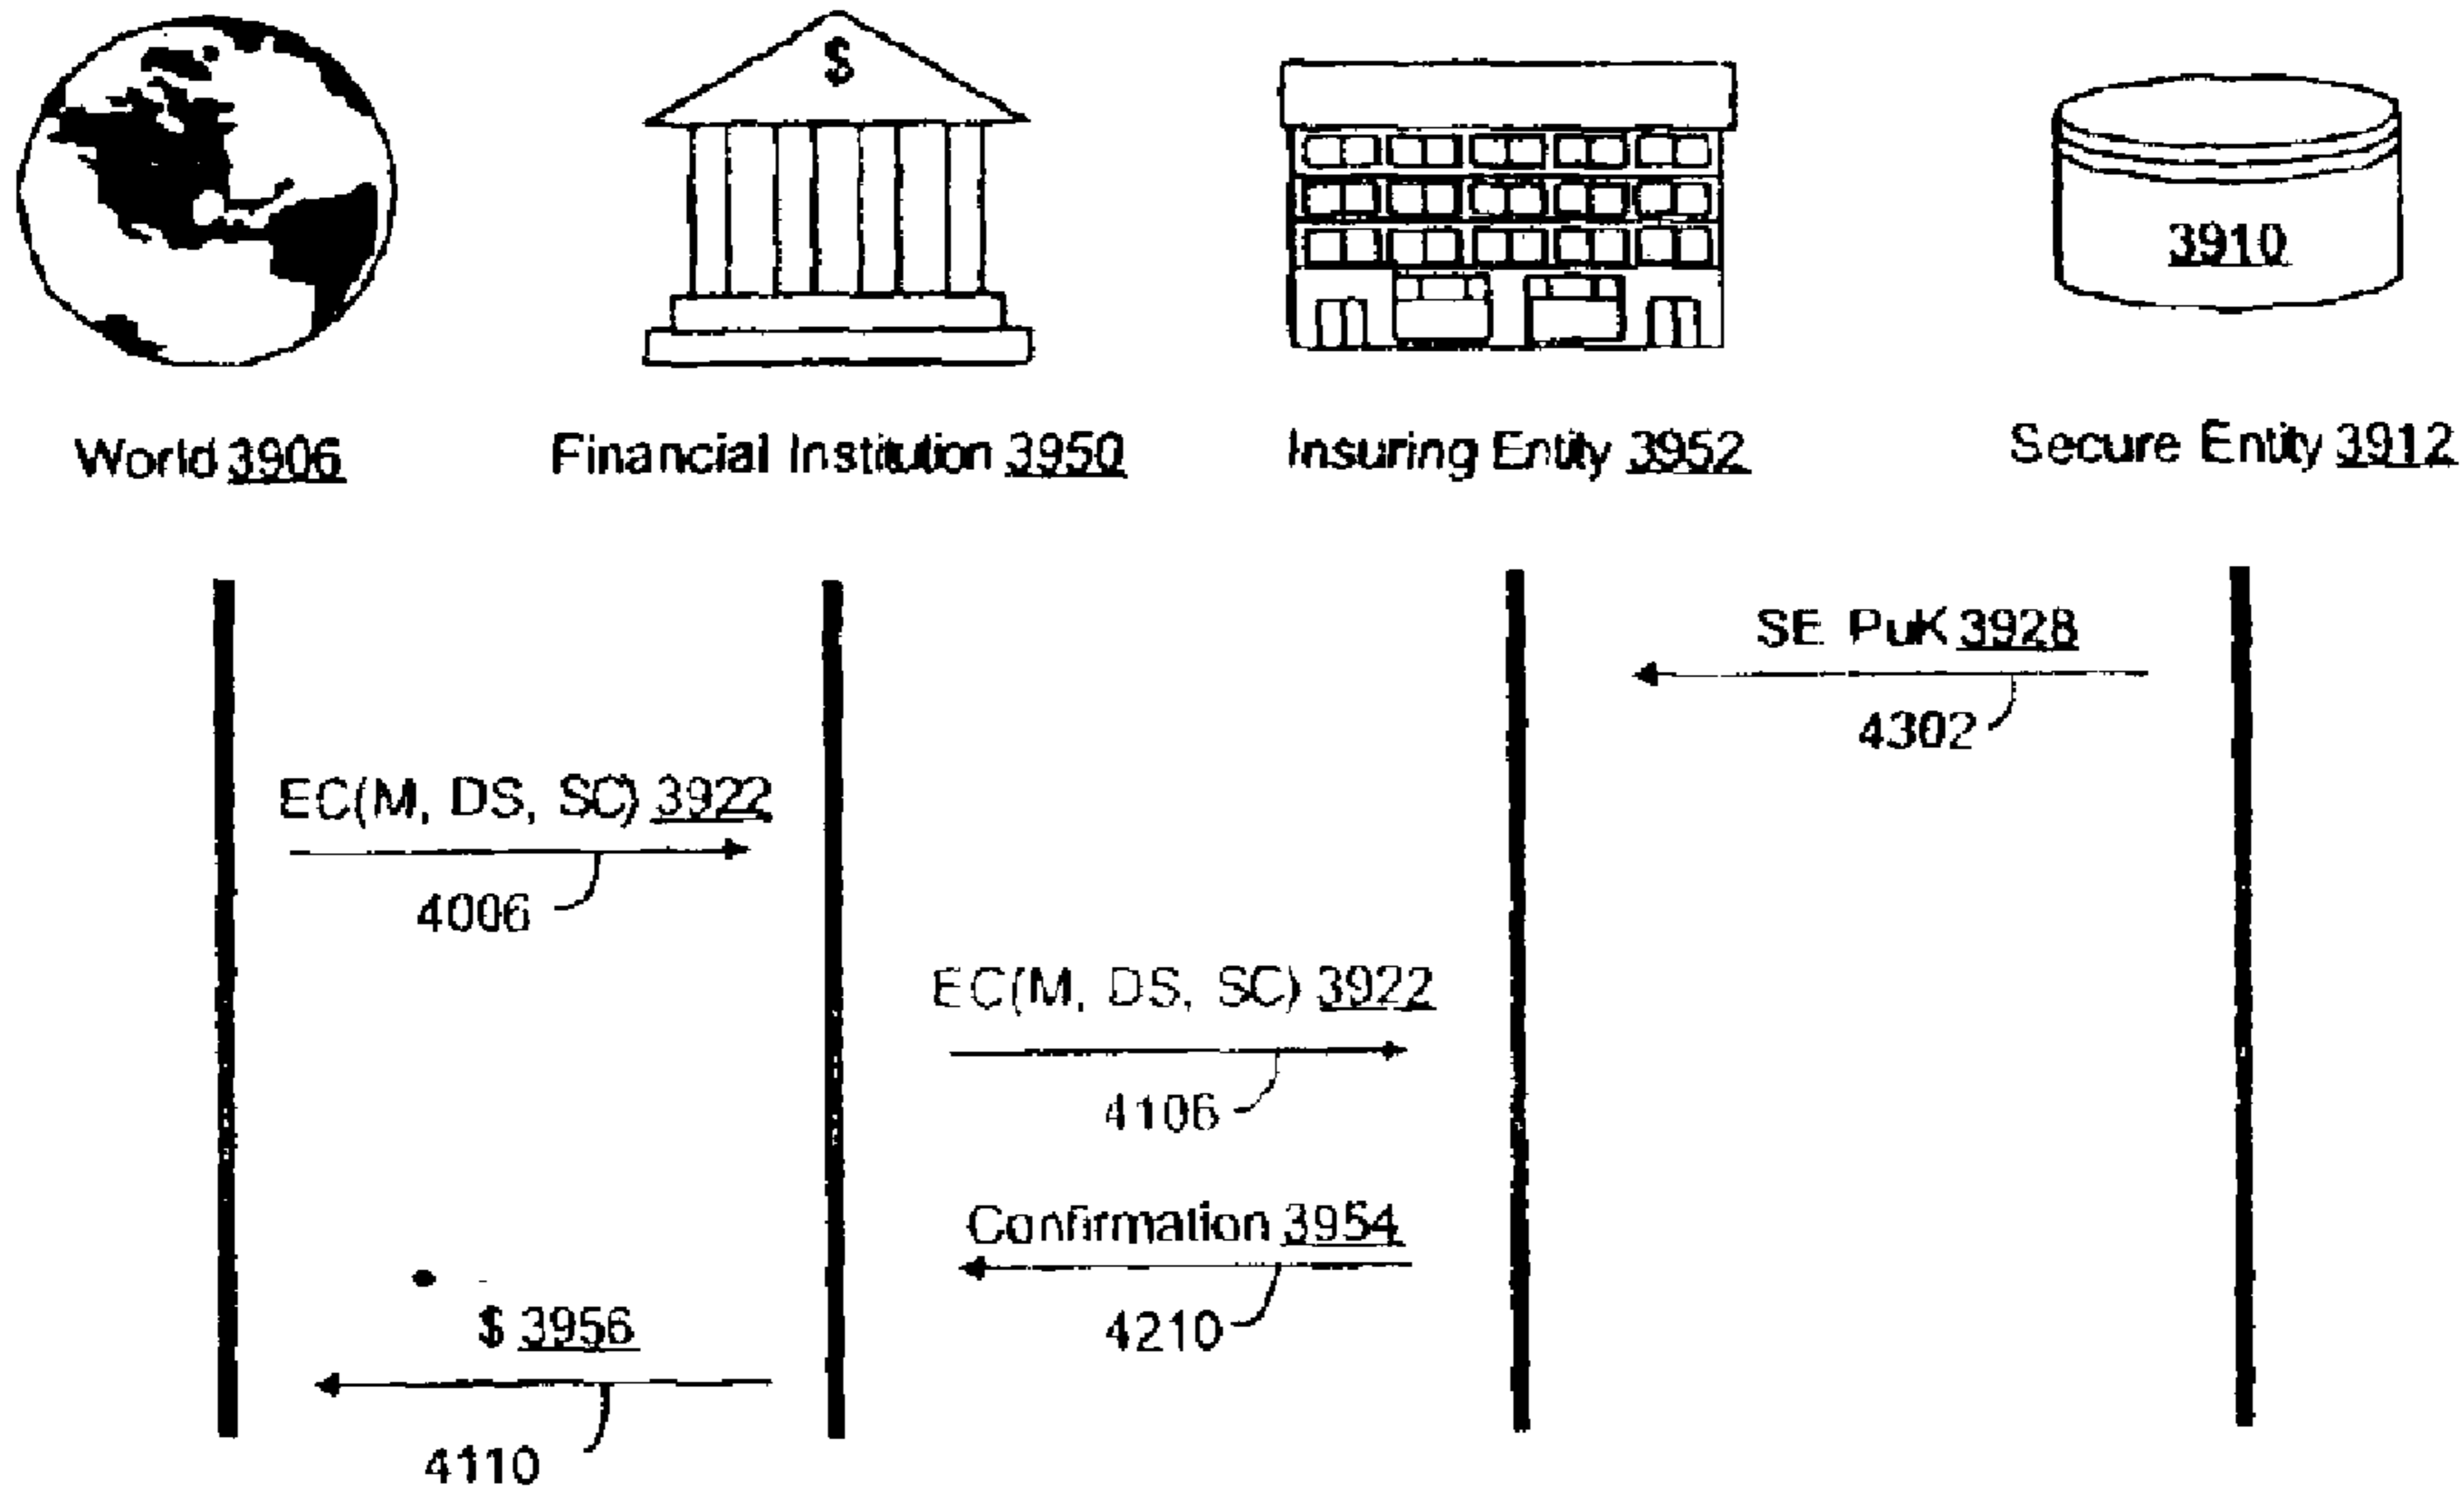 $
3910
World 3906
Financial Institution 3950
Insuring Entity 3952
Secure Entity 3912
SE PuK 3928
4302
EC(M, DS, SC) 3922
4006
EC(M, DS, SC) 3922
4106
Confirmation 3954
4210
$ 3956
4110